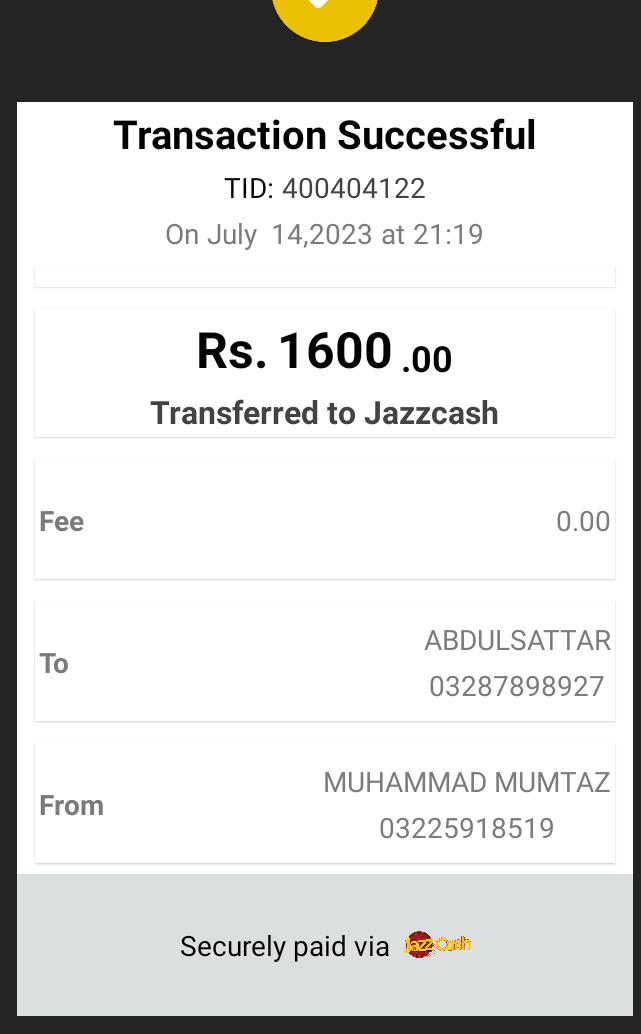 Transaction Successful
TID: 400404122
On July  14,2023 at 21:19
Rs. 1600 .00
Transferred to Jazzcash
Fee 0.00
To ABDULSATTAR
03287898927
From MUHAMMAD MUMTAZ
03225918519
Securely paid via JazzCash